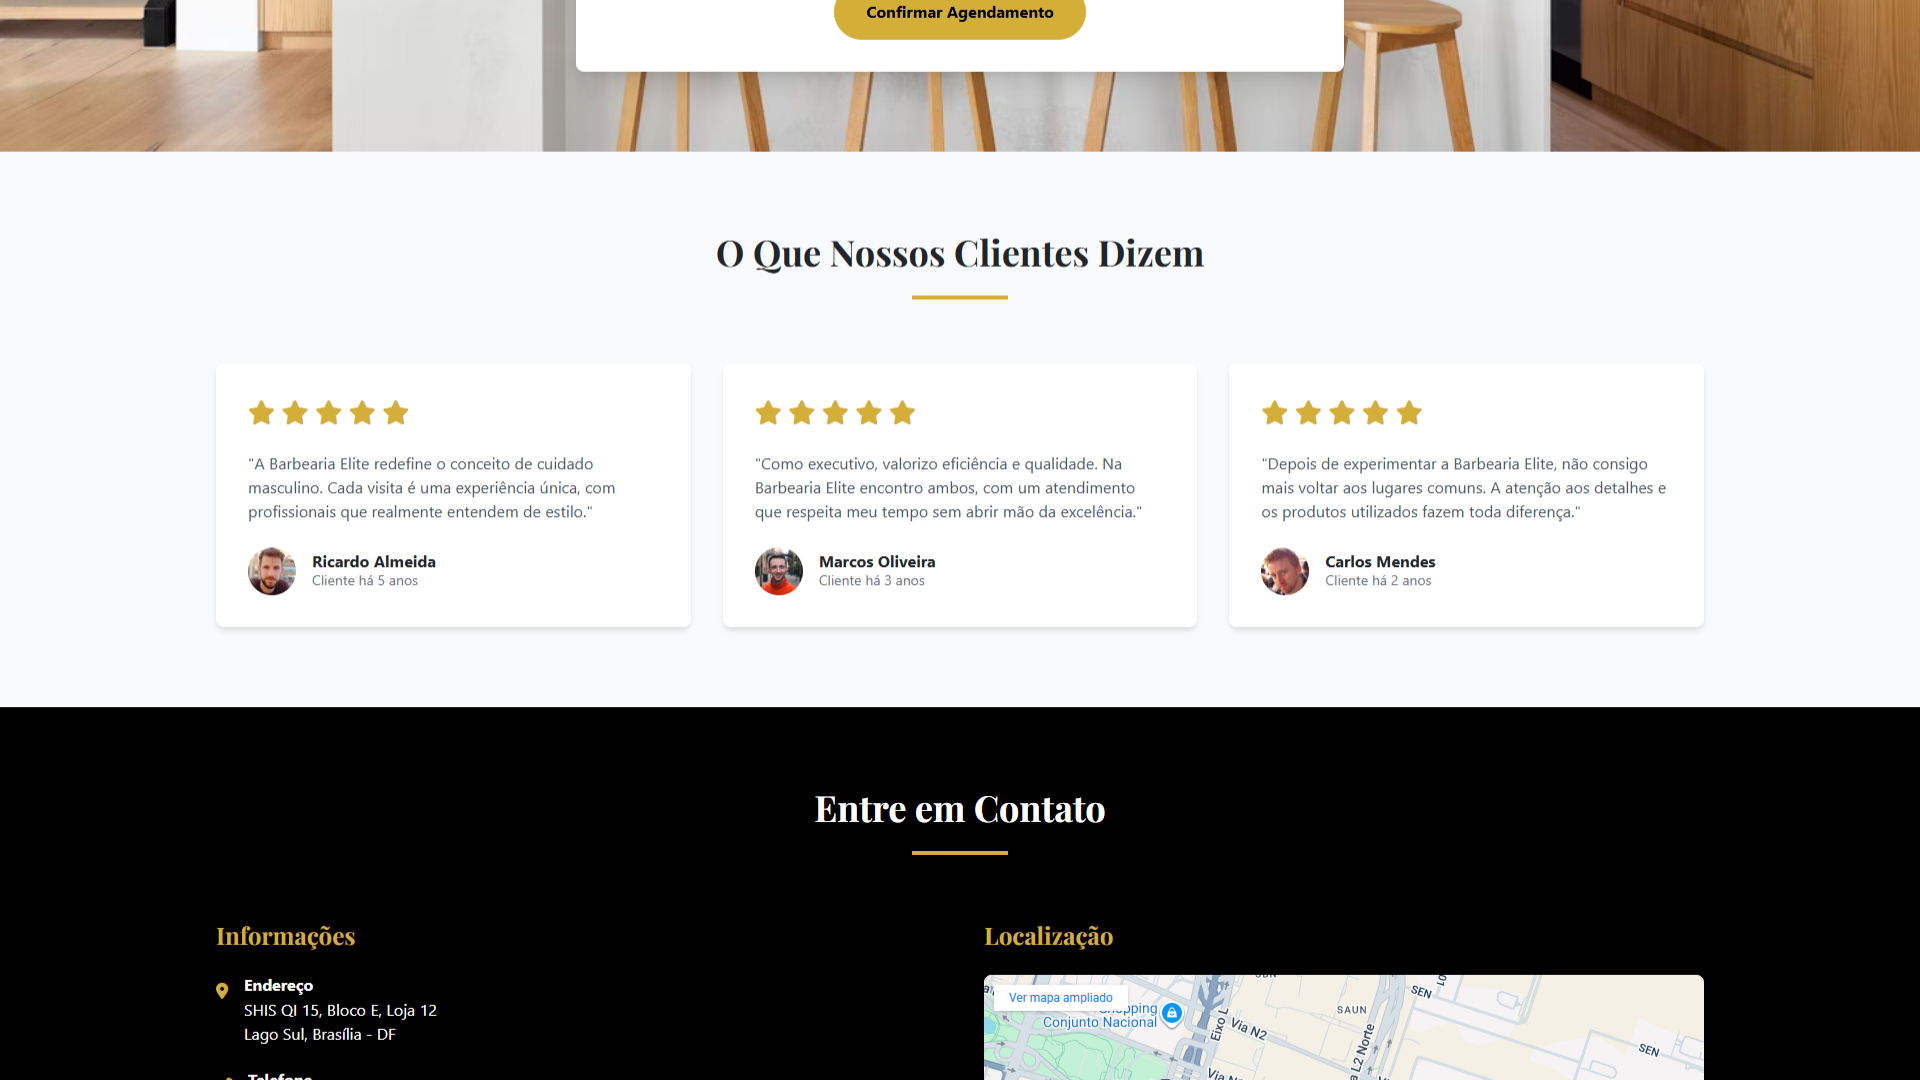 Confirmar Agendamento
O Que Nossos Clientes Dizem
"A Barbearia Elite redefine o conceito de cuidado
masculino. Cada visita é uma experiência única, com
profissionais que realmente entendem de estilo."
Ricardo Almeida
Cliente há 5 anos
"Como executivo, valorizo eficiência e qualidade. Na
Barbearia Elite encontro ambos, com um atendimento
que respeita meu tempo sem abrir mão da excelência."
Marcos Oliveira
Cliente há 3 anos
"Depois de experimentar a Barbearia Elite, não consigo
mais voltar aos lugares comuns. A atenção aos detalhes e
os produtos utilizados fazem toda diferença."
Carlos Mendes
Cliente há 2 anos
Entre em Contato
Informações
Endereço
SHIS QI 15, Bloco E, Loja 12
Lago Sul, Brasília - DF
Telefone
Localização
Ver mapa ampliado
Shopping
Conjunto Nacional
Eixo L
Via N2
SAUN
L2 Norte
SEN
SEN